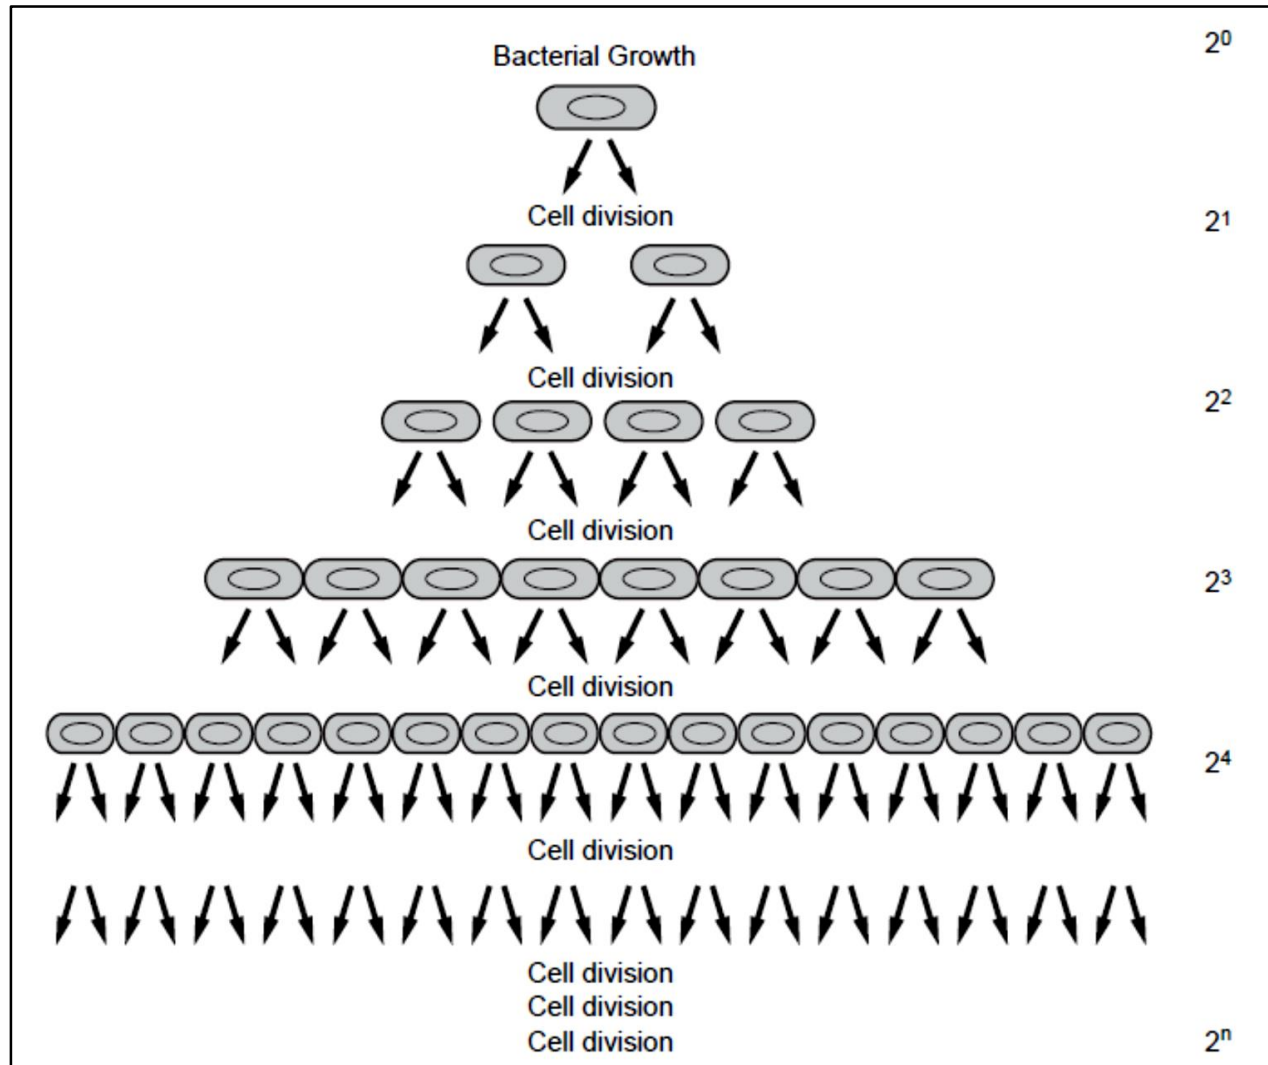 2⁰
Bacterial Growth
Cell division
2¹
Cell division
2²
Cell division
2³
Cell division
2⁴
Cell division
Cell division
Cell division
Cell division
2ⁿ